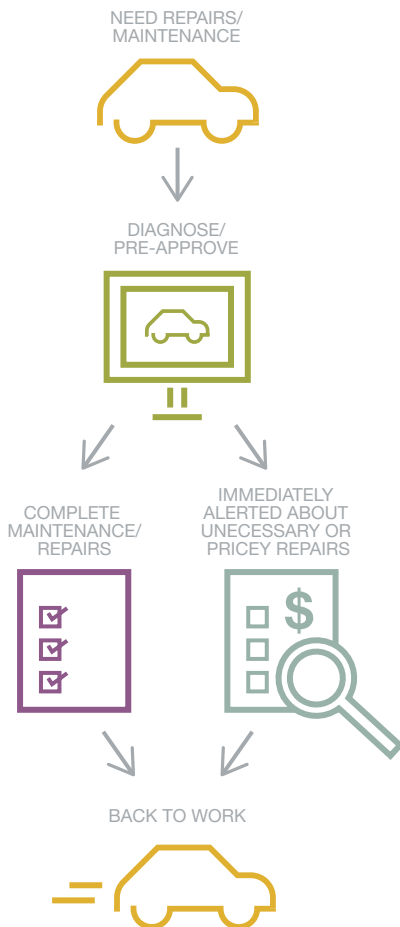 NEED REPAIRS/
MAINTENANCE
DIAGNOSE/
PRE-APPROVE
COMPLETE
MAINTENANCE/
REPAIRS
IMMEDIATELY
ALERTED ABOUT
UNECESSARY OR
PRICEY REPAIRS
$
BACK TO WORK